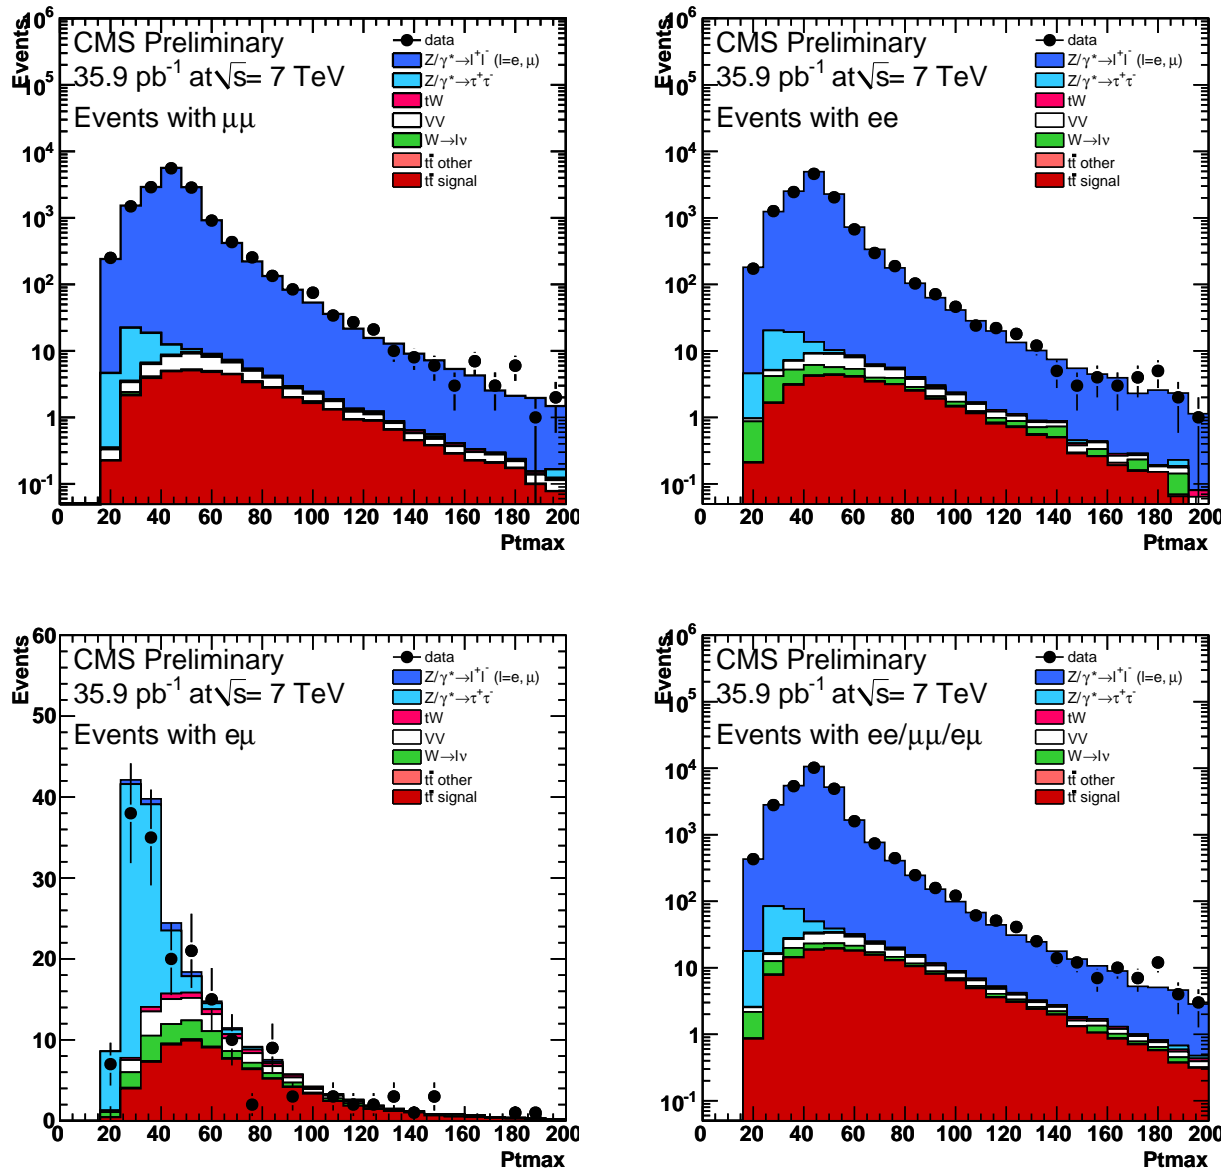 Events
10⁶
10⁴
10³
10²
10
1
10⁻¹
CMS Preliminary
35.9 pb⁻¹ at √s = 7 TeV
Events with μμ
data
Z/γ*→l⁺l⁻ (l=e, μ)
Z/γ*→τ⁺τ⁻
tW
VV
W→lν
tt̄ other
tt̄ signal
0 20 40 60 80 100 120 140 160 180 200
Ptmax
Events
10⁶
10⁴
10³
10²
10
1
10⁻¹
CMS Preliminary
35.9 pb⁻¹ at √s = 7 TeV
Events with ee
data
Z/γ*→l⁺l⁻ (l=e, μ)
Z/γ*→τ⁺τ⁻
tW
VV
W→lν
tt̄ other
tt̄ signal
0 20 40 60 80 100 120 140 160 180 200
Ptmax
Events
60
50
40
30
20
10
0
CMS Preliminary
35.9 pb⁻¹ at √s = 7 TeV
Events with eμ
data
Z/γ*→l⁺l⁻ (l=e, μ)
Z/γ*→τ⁺τ⁻
tW
VV
W→lν
tt̄ other
tt̄ signal
0 20 40 60 80 100 120 140 160 180 200
Ptmax
Events
10⁶
10⁴
10³
10²
10
1
10⁻¹
CMS Preliminary
35.9 pb⁻¹ at √s = 7 TeV
Events with ee/μμ/eμ
data
Z/γ*→l⁺l⁻ (l=e, μ)
Z/γ*→τ⁺τ⁻
tW
VV
W→lν
tt̄ other
tt̄ signal
0 20 40 60 80 100 120 140 160 180 200
Ptmax